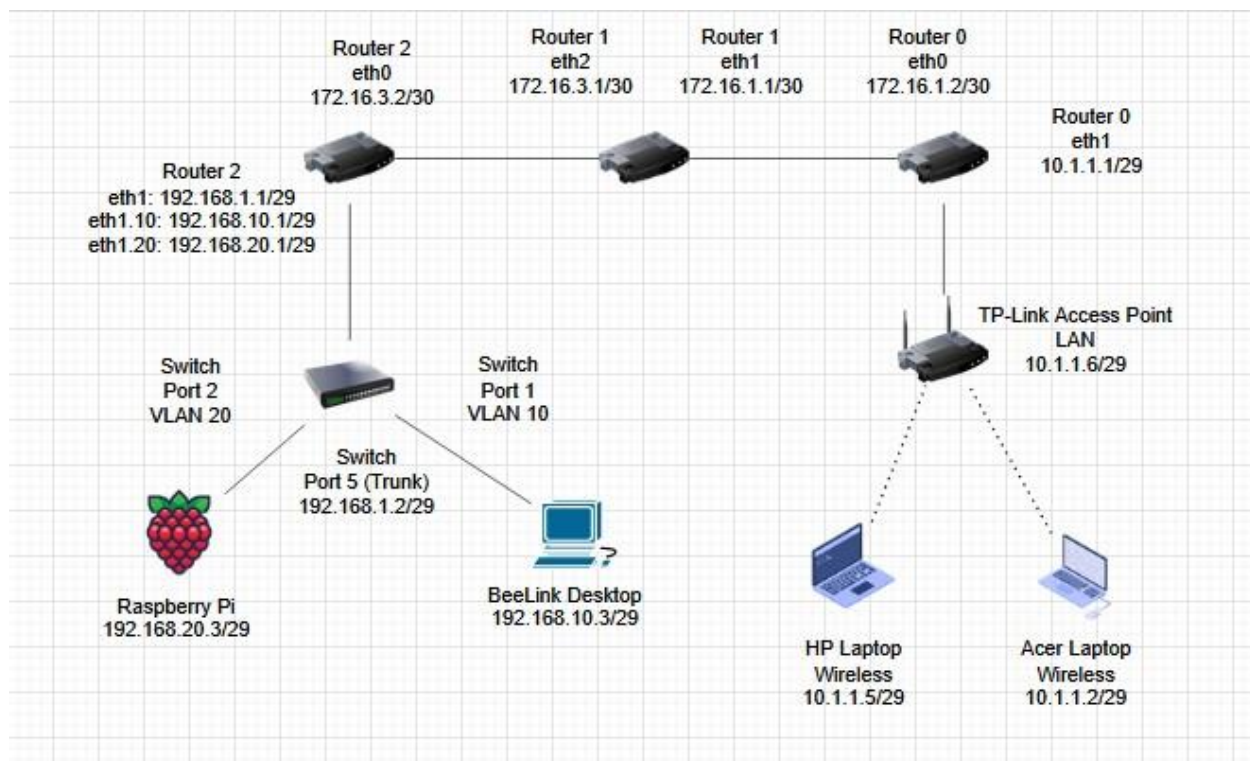 Router 2
eth0
172.16.3.2/30
Router 1
eth2
172.16.3.1/30
Router 1
eth1
172.16.1.1/30
Router 0
eth0
172.16.1.2/30
Router 0
eth1
10.1.1.1/29
Router 2
eth1: 192.168.1.1/29
eth1.10: 192.168.10.1/29
eth1.20: 192.168.20.1/29
TP-Link Access Point
LAN
10.1.1.6/29
Switch
Port 2
VLAN 20
Switch
Port 1
VLAN 10
Switch
Port 5 (Trunk)
192.168.1.2/29
?
Raspberry Pi
192.168.20.3/29
BeeLink Desktop
192.168.10.3/29
HP Laptop
Wireless
10.1.1.5/29
Acer Laptop
Wireless
10.1.1.2/29